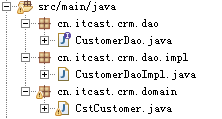 src/main/java
cn.itcast.crm.dao
CustomerDao.java
cn.itcast.crm.dao.impl
CustomerDaoImpl.java
cn.itcast.crm.domain
CstCustomer.java